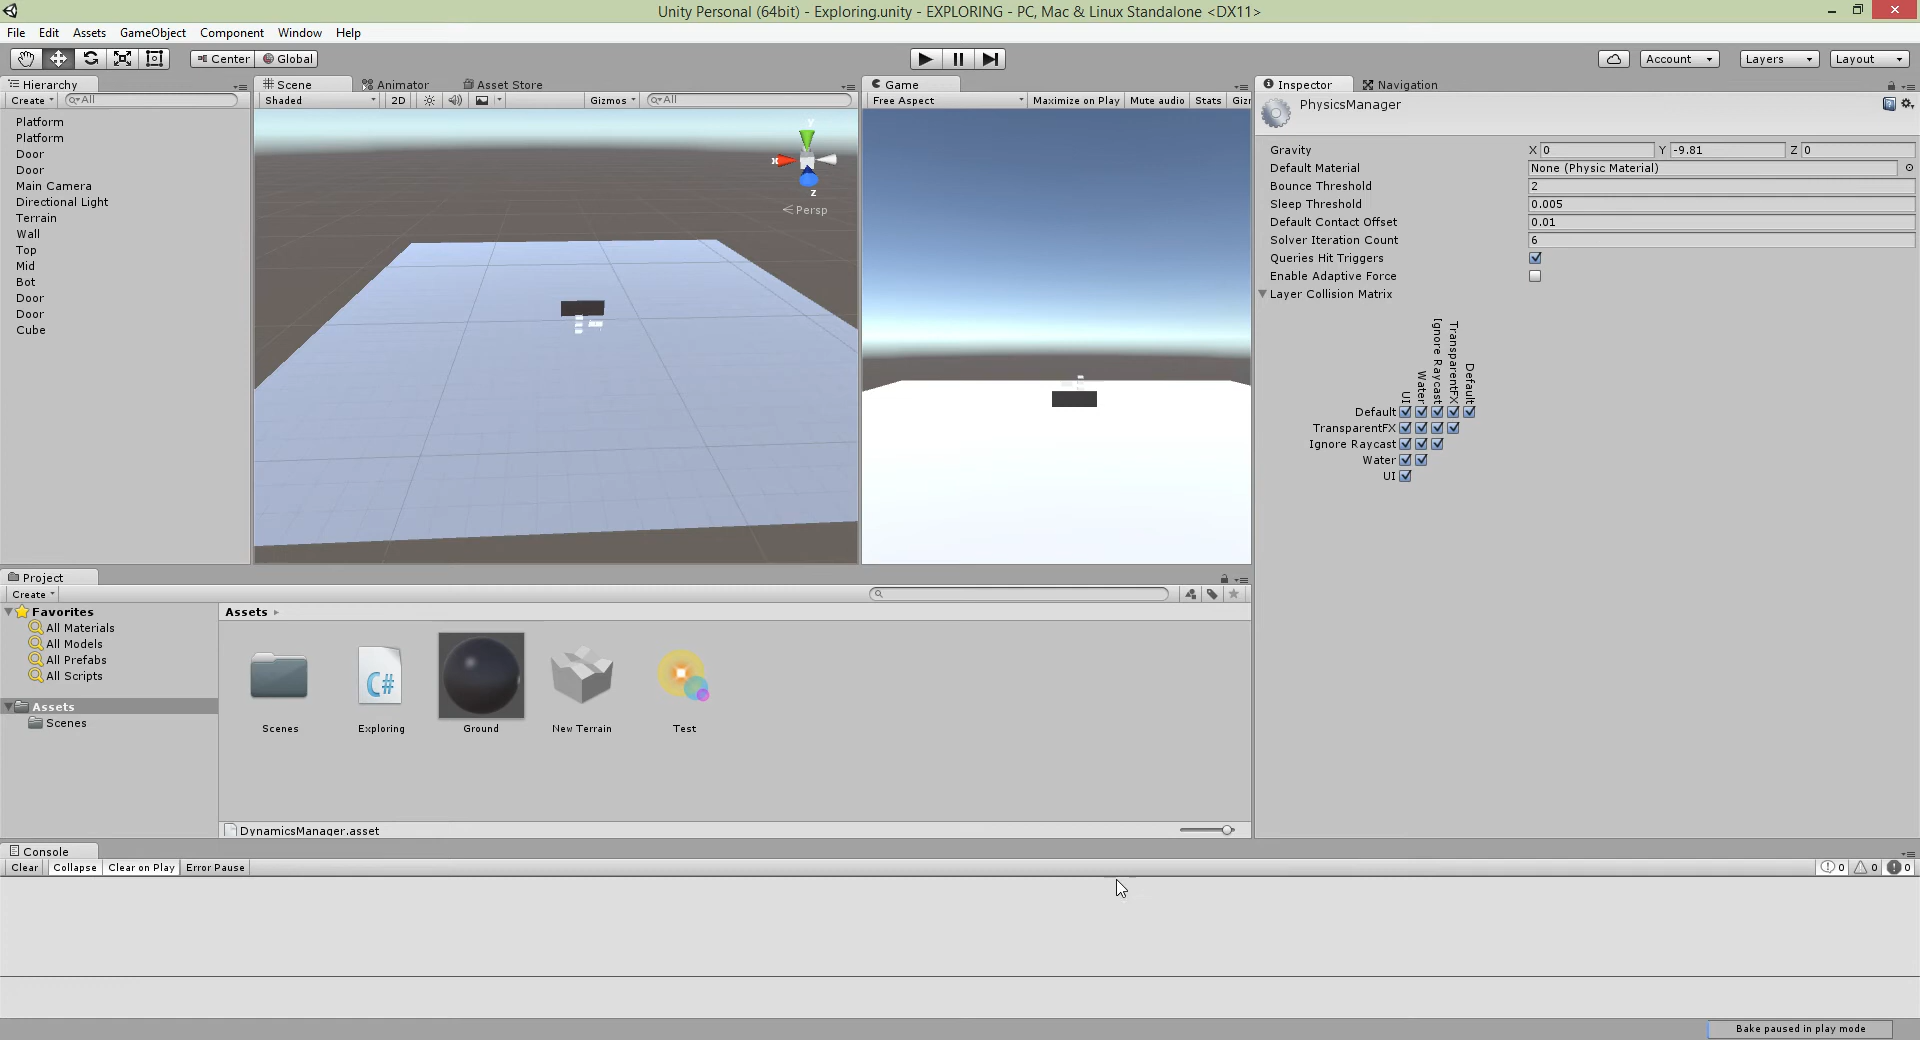 Unity Personal (64bit) - Exploring.unity - EXPLORING - PC, Mac & Linux Standalone <DX11>
File Edit Assets GameObject Component Window Help
Center Global Account Layers Layout
Hierarchy
Create All
Platform
Platform
Door
Door
Main Camera
Directional Light
Terrain
Wall
Top
Mid
Bot
Door
Door
Cube
Scene Animator Asset Store
Shaded 2D Gizmos All
y
x
z
Persp
Game
Free Aspect Maximize on Play Mute audio Stats Giz
Inspector Navigation
PhysicsManager
Gravity X 0 Y -9.81 Z 0
Default Material None (Physic Material)
Bounce Threshold 2
Sleep Threshold 0.005
Default Contact Offset 0.01
Solver Iteration Count 6
Queries Hit Triggers
Enable Adaptive Force
Layer Collision Matrix
UI
Water
Ignore Raycast
TransparentFX
Default
Default
TransparentFX
Ignore Raycast
Water
UI
Project
Create
Favorites
All Materials
All Models
All Prefabs
All Scripts
Assets
Scenes
Assets
C#
Scenes Exploring Ground New Terrain Test
DynamicsManager.asset
Console
Clear Collapse Clear on Play Error Pause 0 0 0
Bake paused in play mode